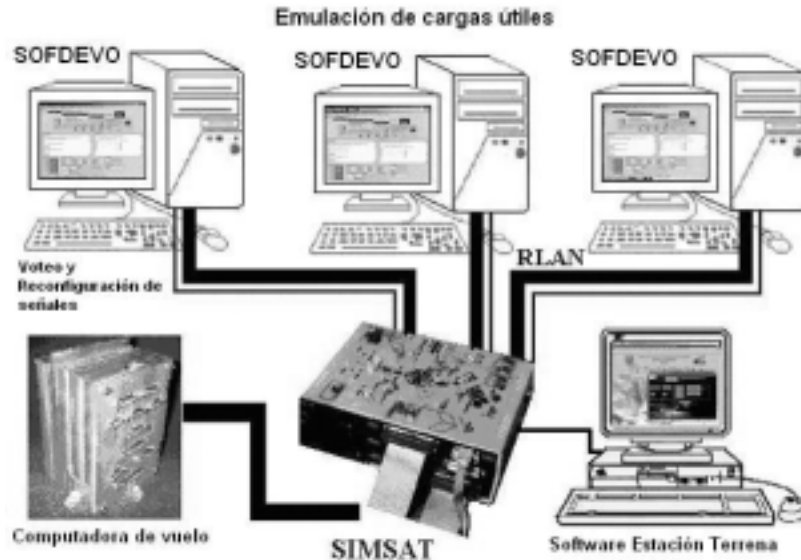 Emulación de cargas útiles
SOFDEVO
SOFDEVO
SOFDEVO
Voteo y
Reconfiguración de
señales
RLAN
Computadora de vuelo
SIMSAT
Software Estación Terrena